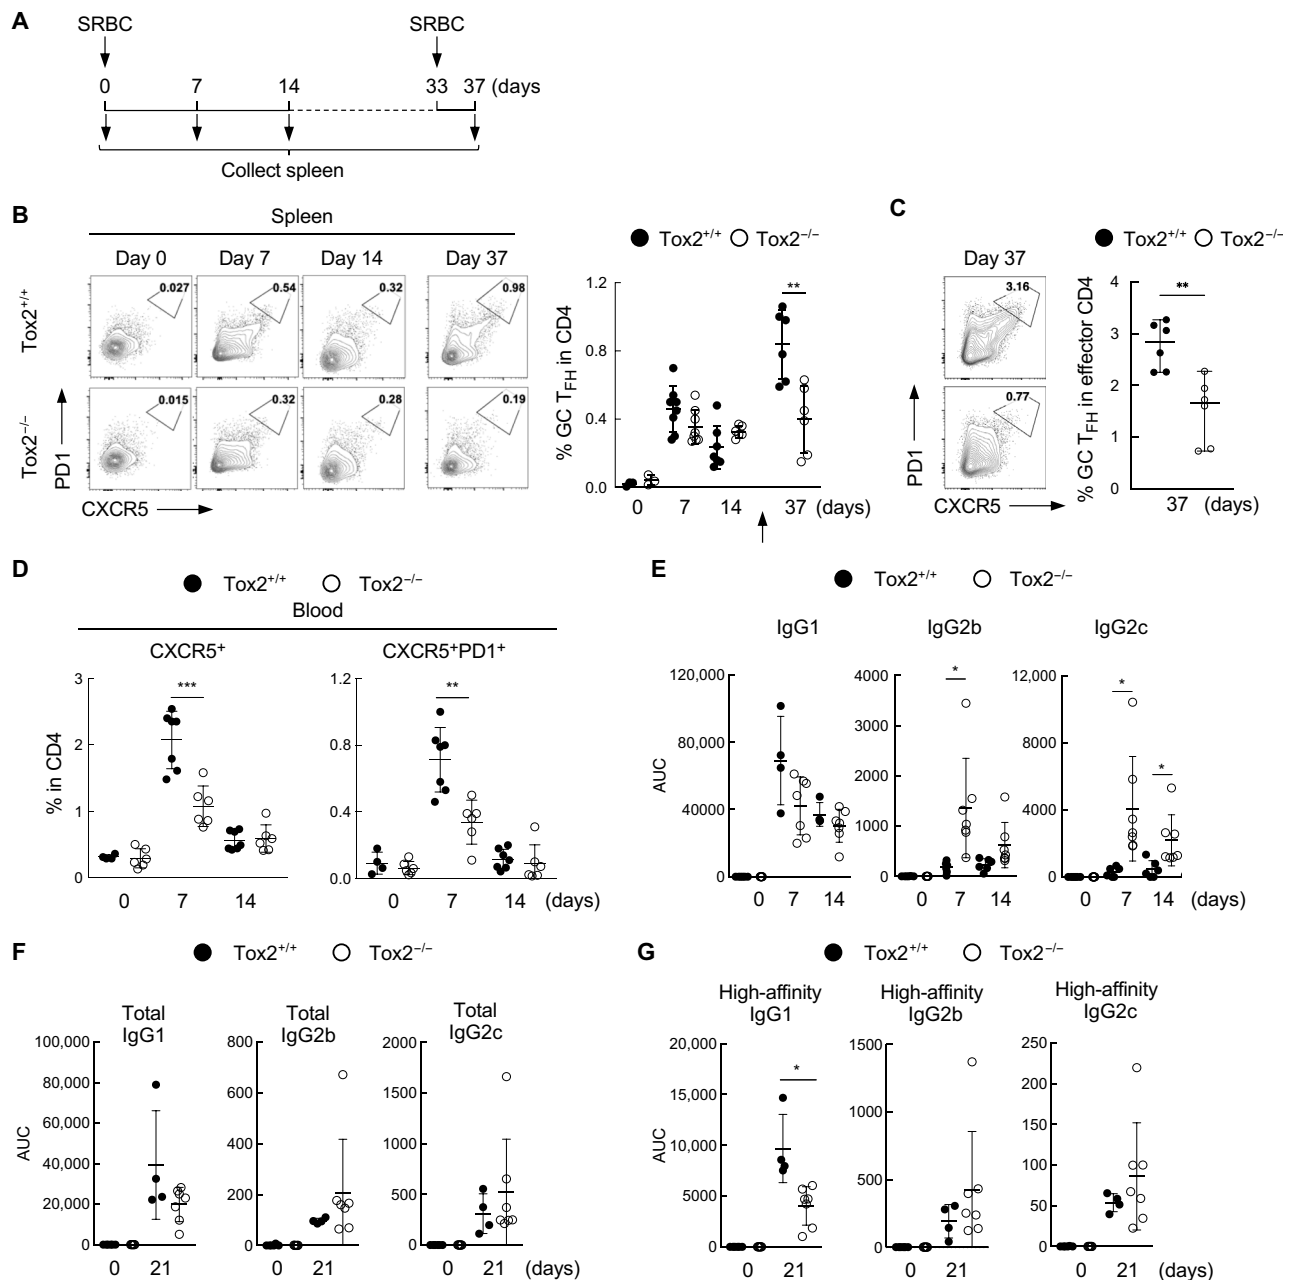 A
SRBC SRBC
0 7 14 33 37 (days
Collect spleen
B
Spleen
Day 0 Day 7 Day 14 Day 37
Tox2+/+
0.027 0.54 0.32 0.98
Tox2−/−
0.015 0.32 0.28 0.19
PD1
CXCR5
Tox2+/+ Tox2−/−
% GC TFH in CD4
1.2
0.8
0.4
0.0
**
0 7 14 37 (days)
C
Day 37
3.16
0.77
PD1
CXCR5
Tox2+/+ Tox2−/−
% GC TFH in effector CD4
4
3
2
1
0
**
37 (days)
D
Tox2+/+ Tox2−/−
Blood
CXCR5+ CXCR5+PD1+
% in CD4
3
2
1
0
***
0 7 14
1.2
0.8
0.4
0.0
**
0 7 14 (days)
E
Tox2+/+ Tox2−/−
IgG1 IgG2b IgG2c
AUC
120,000
80,000
40000
0
0 7 14
4000
3000
2000
1000
0
*
0 7 14
12,000
8000
4000
0
*
*
0 7 14 (days)
F
Tox2+/+ Tox2−/−
Total
IgG1
Total
IgG2b
Total
IgG2c
AUC
100,000
80,000
60,000
40,000
20,000
0
0 21
800
600
400
200
0
0 21
2000
1500
1000
500
0
0 21 (days)
G
Tox2+/+ Tox2−/−
High-affinity
IgG1
High-affinity
IgG2b
High-affinity
IgG2c
AUC
20,000
15,000
10,000
5000
0
*
0 21
1500
1000
500
0
0 21
250
200
150
100
50
0
0 21 (days)